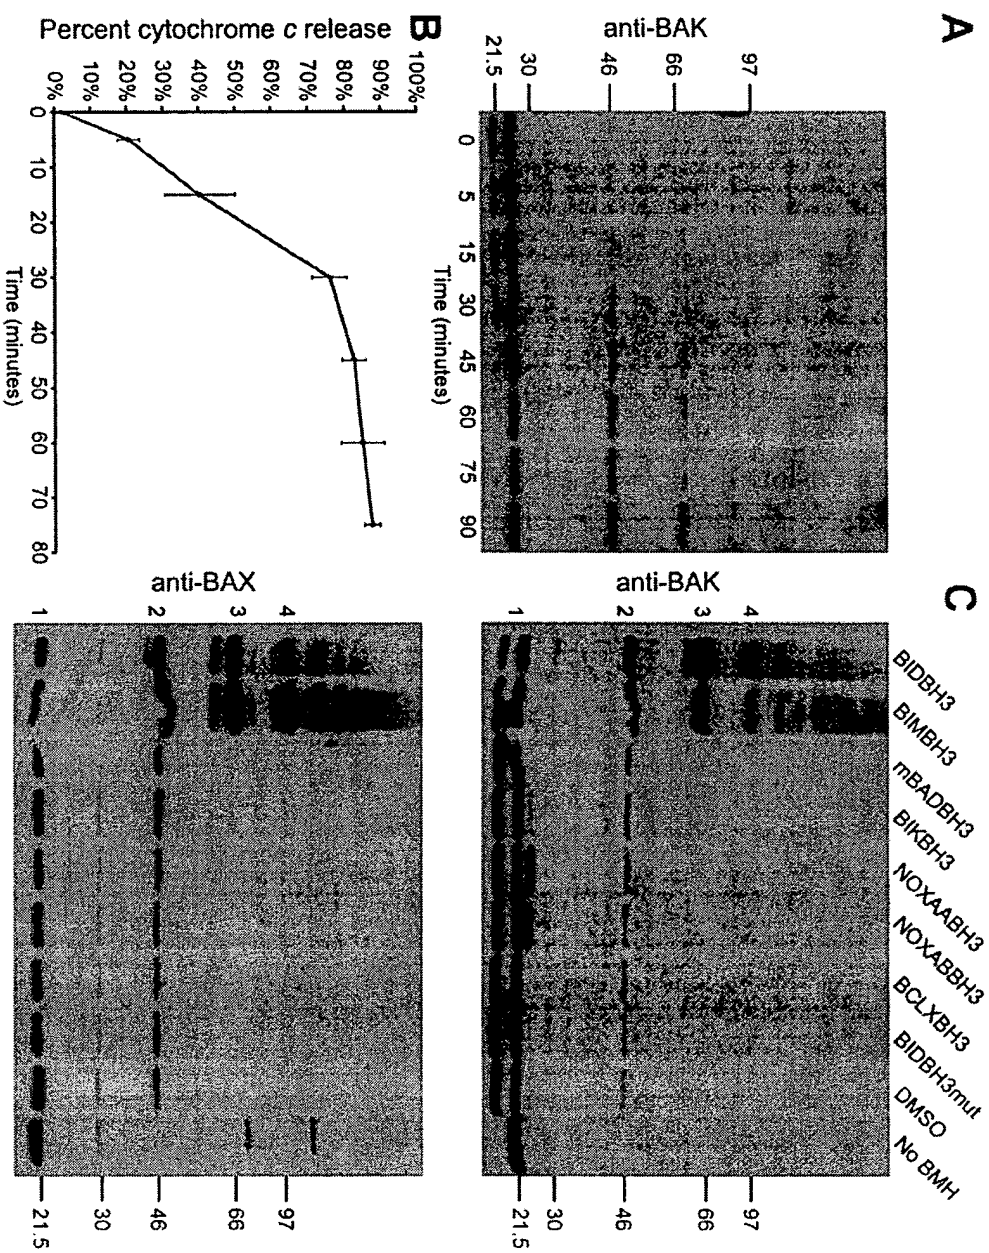 A
anti-BAK
97
66
46
30
21.5
0 5 15 30 45 60 75 90
Time (minutes)
B
Percent cytochrome c release
100%
90%
80%
70%
60%
50%
40%
30%
20%
10%
0%
0 10 20 30 40 50 60 70 80
Time (minutes)
C
BIDBH3
BIMBH3
mBADBH3
BIKBH3
NOXAABH3
NOXABBH3
BCLXBH3
BIDBH3mut
DMSO
No BMH
anti-BAK
4
3
2
1
97
66
46
30
21.5
anti-BAX
4
3
2
1
97
66
46
30
21.5